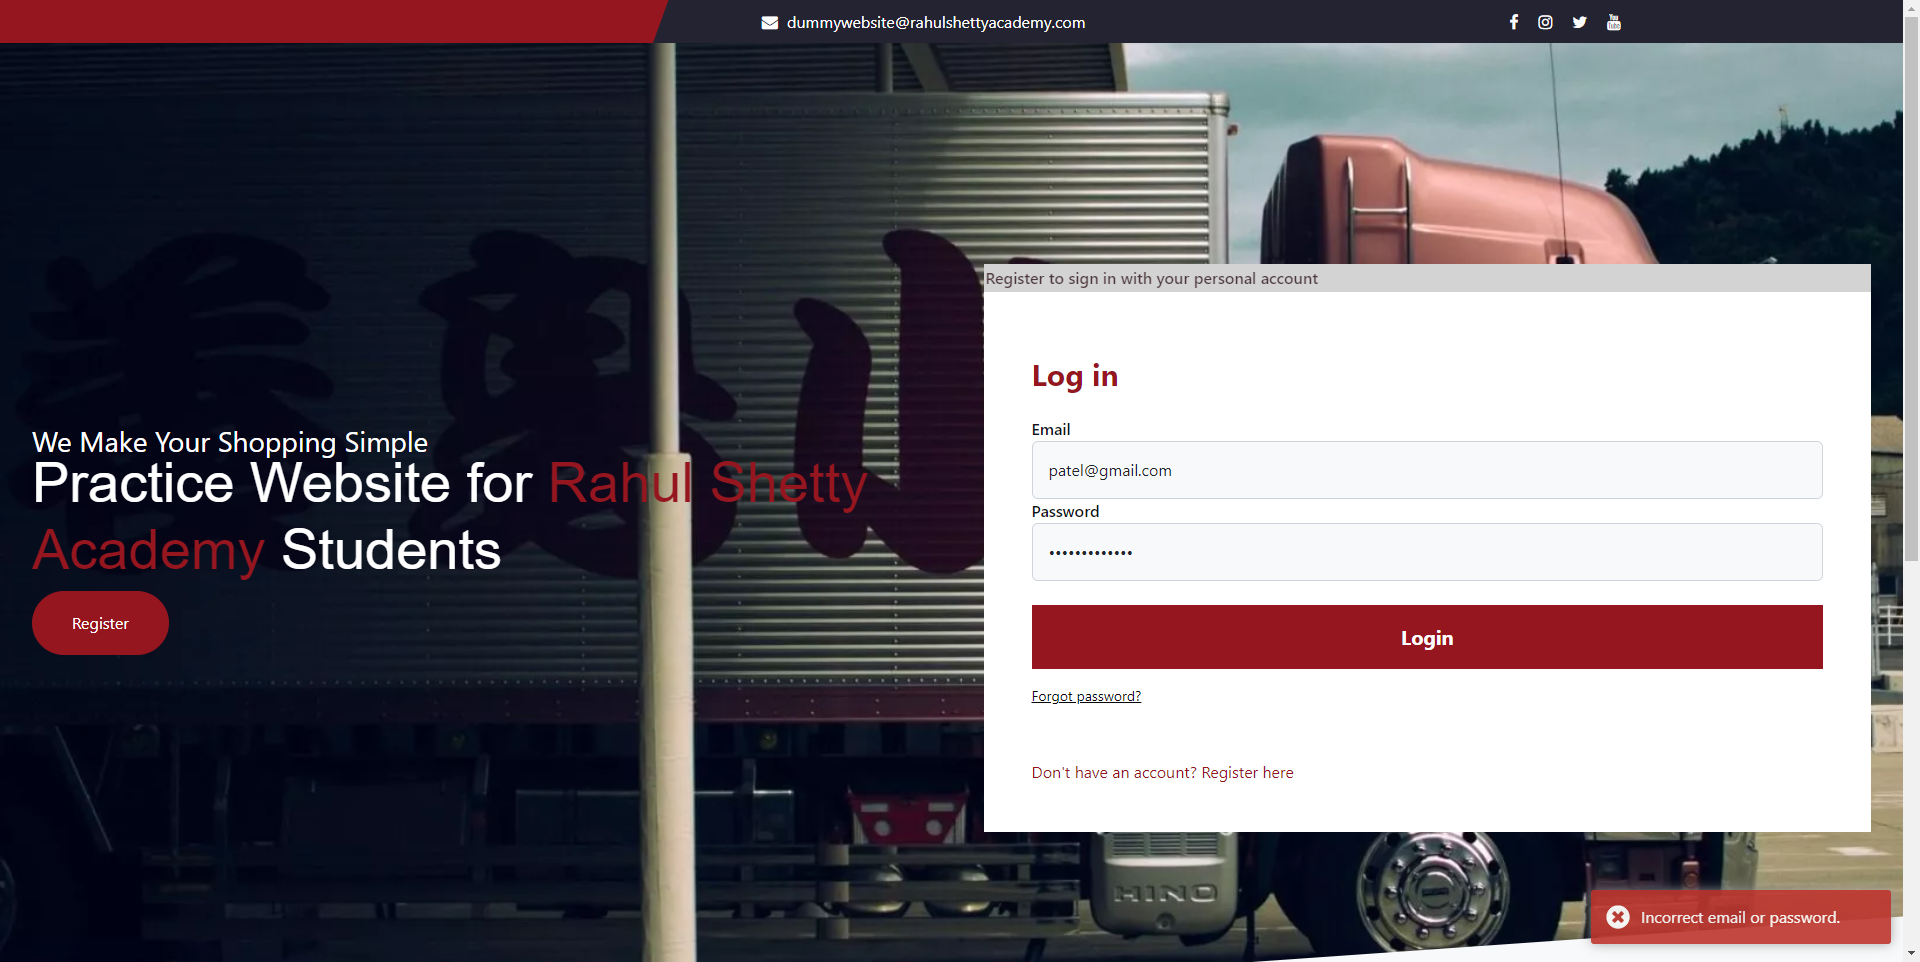 dummywebsite@rahulshettyacademy.com
We Make Your Shopping Simple
Practice Website for Rahul Shetty
Academy Students
Register
Register to sign in with your personal account
Log in
Email
patel@gmail.com
Password
•••••••••••••
Login
Forgot password?
Don't have an account? Register here
HINO
Incorrect email or password.